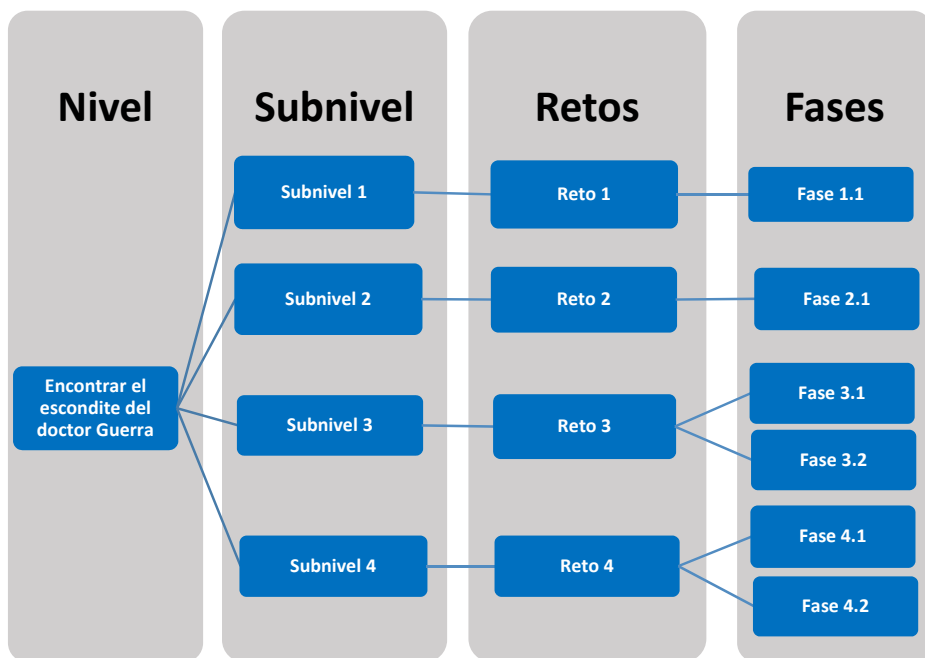 Nivel
Subnivel
Retos
Fases
Subnivel 1
Reto 1
Fase 1.1
Subnivel 2
Reto 2
Fase 2.1
Encontrar el
escondite del
doctor Guerra
Subnivel 3
Reto 3
Fase 3.1
Fase 3.2
Subnivel 4
Reto 4
Fase 4.1
Fase 4.2